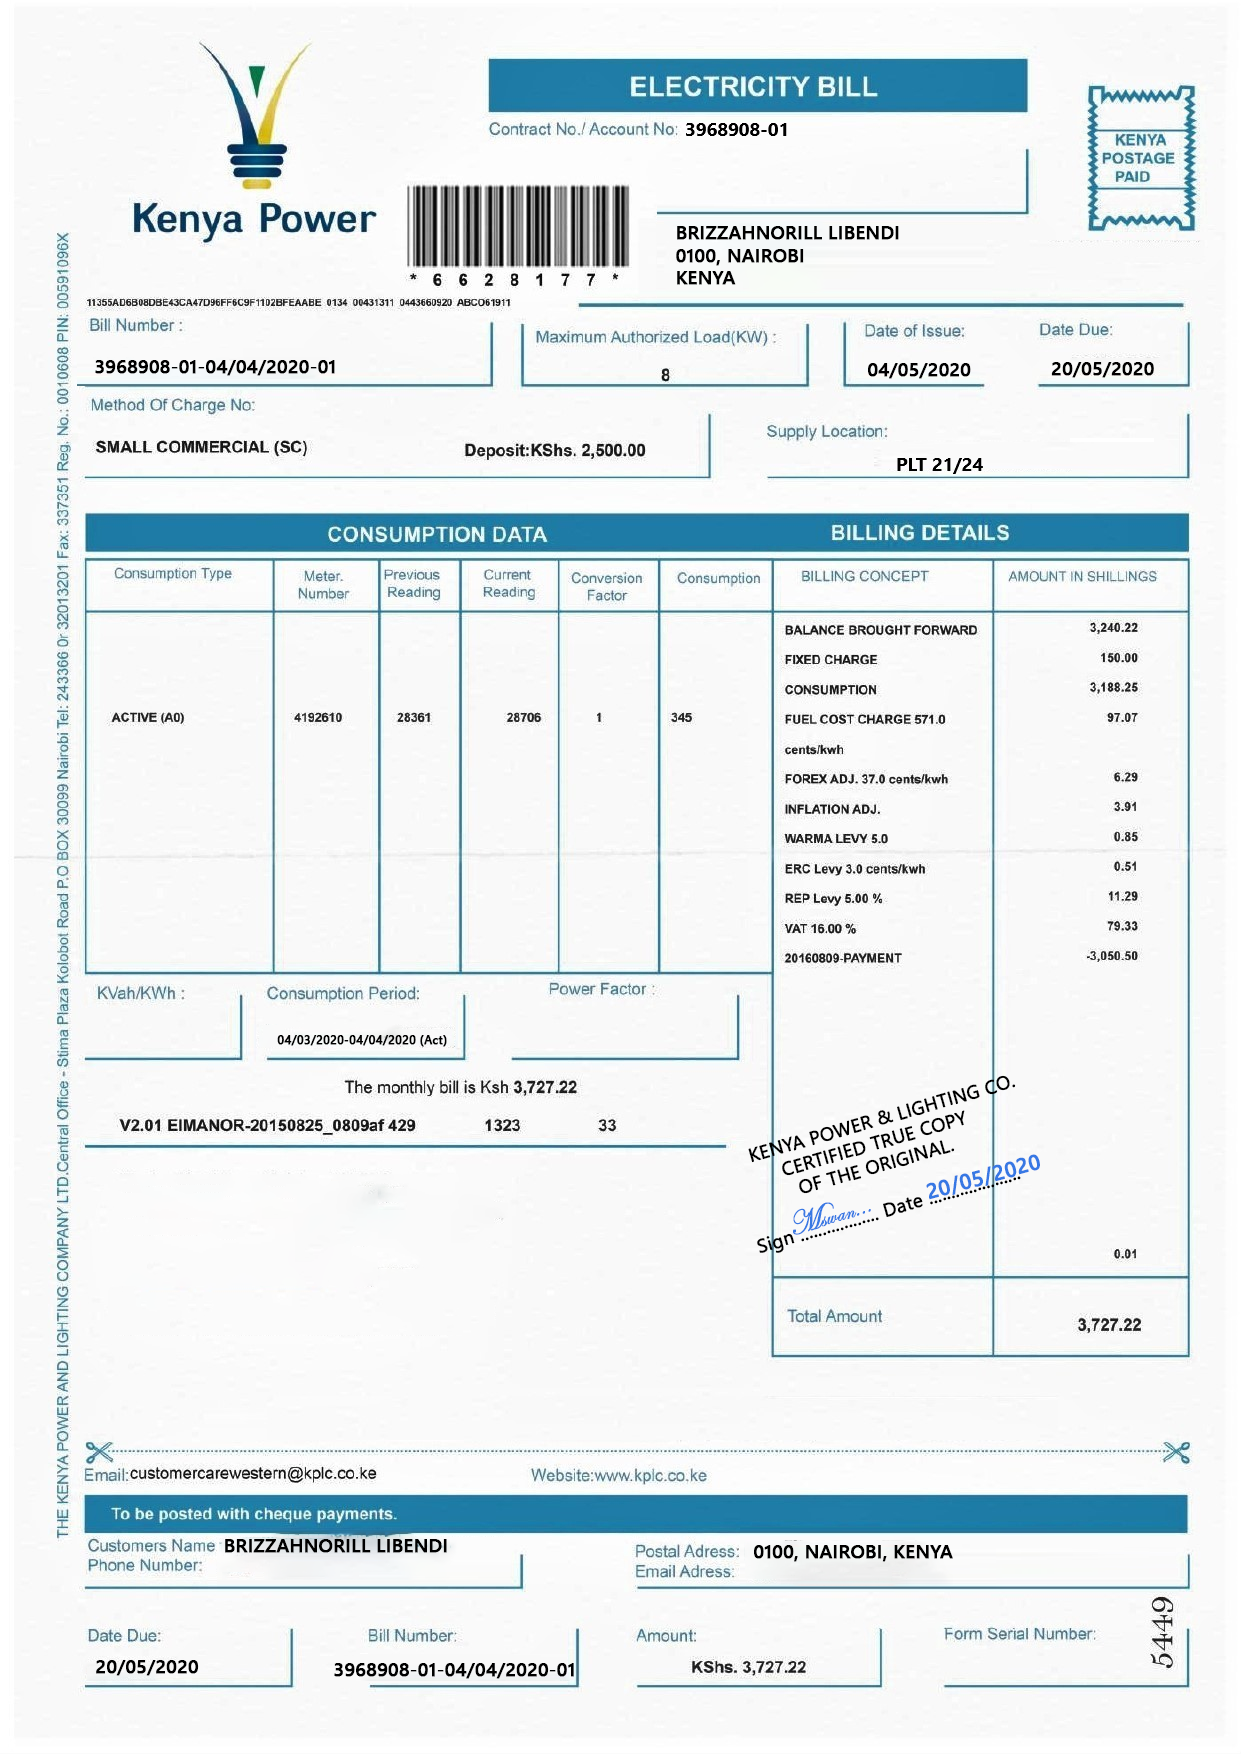 ELECTRICITY BILL
Contract No./ Account No: 3968908-01
KENYA
POSTAGE
PAID
Kenya Power
*6628177*
BRIZZAHNORILL LIBENDI
0100, NAIROBI
KENYA
11355AD6B08DBE43CA47D96FF6C9F1102BFEAABE 0134 00431311 0443660920 ABCO61911
Bill Number :
3968908-01-04/04/2020-01
Maximum Authorized Load(KW) :
8
Date of Issue:
04/05/2020
Date Due:
20/05/2020
Method Of Charge No:
SMALL COMMERCIAL (SC)
Deposit:KShs. 2,500.00
Supply Location:
PLT 21/24
THE KENYA POWER AND LIGHTING COMPANY LTD.Central Office - Stima Plaza Kolobot Road P.O BOX 30099 Nairobi Tel: 243366 0r 32013201 Fax: 337351 Reg. No.: 0010608 PIN: 00591096X
CONSUMPTION DATA
BILLING DETAILS
Consumption Type
Meter. Number
Previous Reading
Current Reading
Conversion Factor
Consumption
BILLING CONCEPT
AMOUNT IN SHILLINGS
ACTIVE (A0) 4192610 28361 28706 1 345
BALANCE BROUGHT FORWARD 3,240.22
FIXED CHARGE 150.00
CONSUMPTION 3,188.25
FUEL COST CHARGE 571.0 97.07
cents/kwh
FOREX ADJ. 37.0 cents/kwh 6.29
INFLATION ADJ. 3.91
WARMA LEVY 5.0 0.85
ERC Levy 3.0 cents/kwh 0.51
REP Levy 5.00 % 11.29
VAT 16.00 % 79.33
20160809-PAYMENT -3,050.50
KVah/KWh :
Consumption Period:
04/03/2020-04/04/2020 (Act)
Power Factor :
The monthly bill is Ksh 3,727.22
V2.01 EIMANOR-20150825_0809af 429 1323 33
KENYA POWER & LIGHTING CO.
CERTIFIED TRUE COPY
OF THE ORIGINAL.
Sign Mswan... Date 20/05/2020
0.01
Total Amount 3,727.22
Email:customercarewestern@kplc.co.ke
Website:www.kplc.co.ke
To be posted with cheque payments.
Customers Name BRIZZAHNORILL LIBENDI
Phone Number:
Postal Adress: 0100, NAIROBI, KENYA
Email Adress:
Date Due:
20/05/2020
Bill Number:
3968908-01-04/04/2020-01
Amount:
KShs. 3,727.22
Form Serial Number:
5449